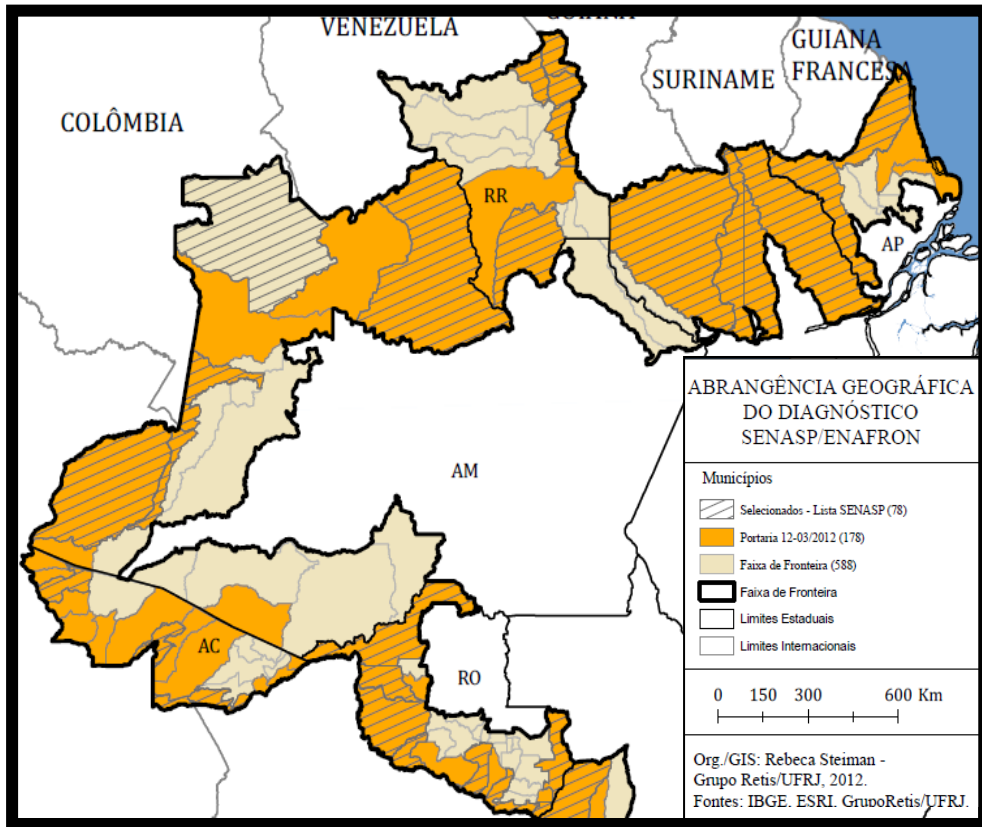 VENEZUELA
GUIANA
GUIANA
FRANCESA
SURINAME
COLÔMBIA
RR
AP
AM
AC
RO
ABRANGÊNCIA GEOGRÁFICA
DO DIAGNÓSTICO
SENASP/ENAFRON
Municípios
Selecionados - Lista SENASP (78)
Portaria 12-03/2012 (178)
Faixa de Fronteira (588)
Faixa de Fronteira
Limites Estaduais
Limites Internacionais
0 150 300 600 Km
Org./GIS: Rebeca Steiman -
Grupo Retis/UFRJ, 2012.
Fontes: IBGE. ESRI. GrupoRetis/UFRJ.